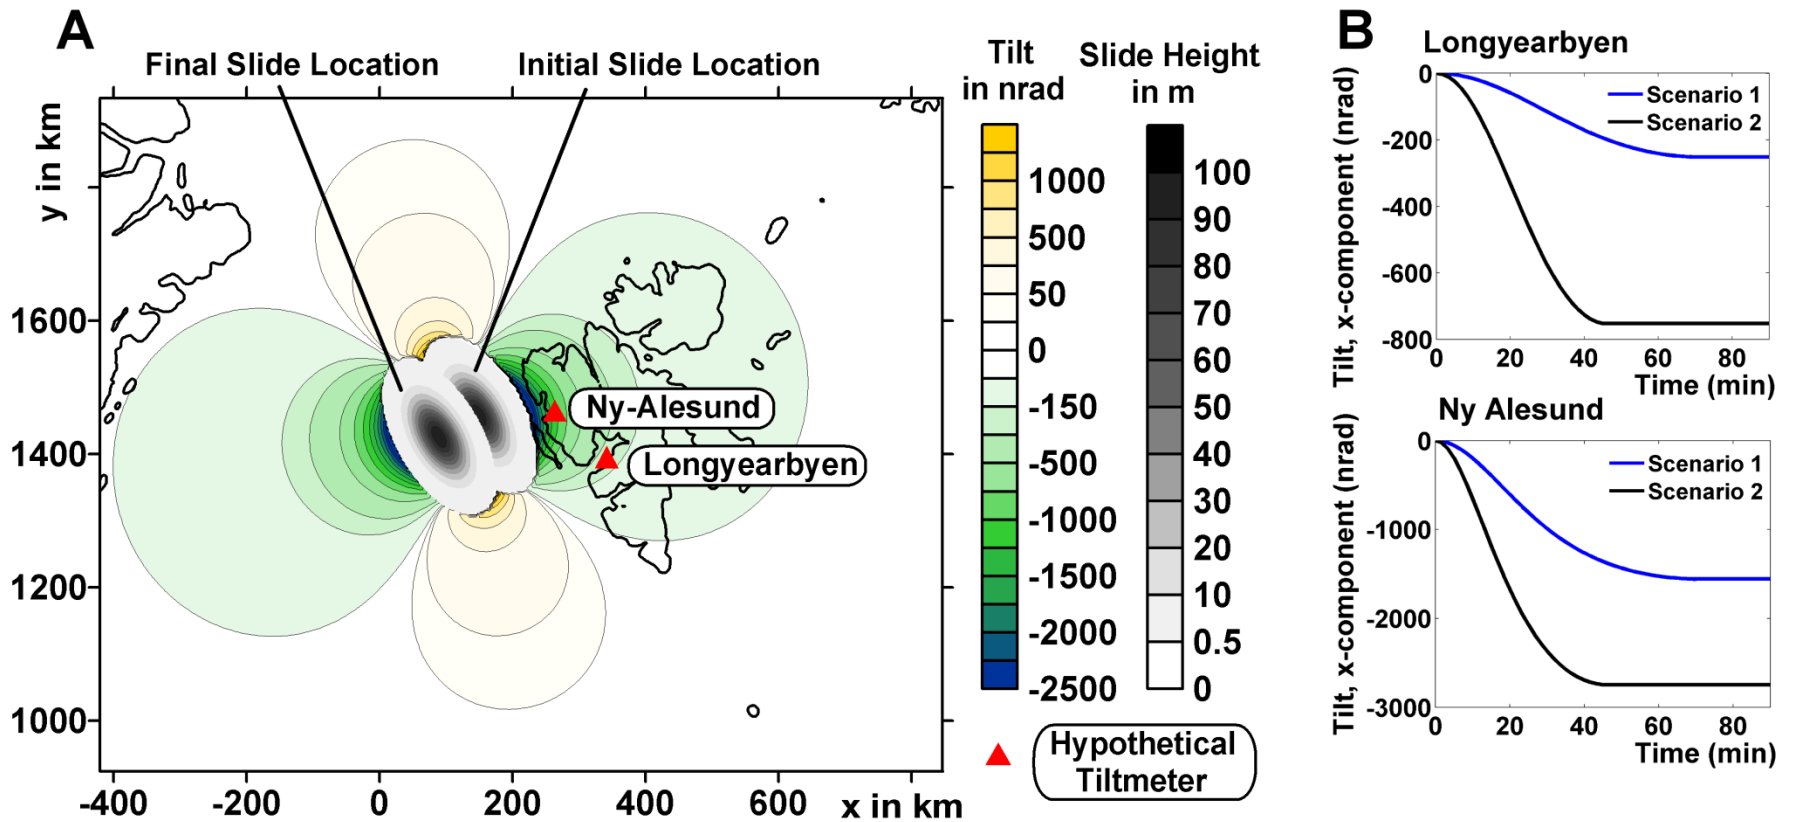 A
Final Slide Location
Initial Slide Location
y in km
1600
1400
1200
1000
-400
-200
0
200
400
600
x in km
Ny-Alesund
Longyearbyen
Tilt
in nrad
1000
500
50
0
-150
-500
-1000
-1500
-2000
-2500
Slide Height
in m
100
90
80
70
60
50
40
30
20
10
0.5
0
Hypothetical
Tiltmeter
B
Longyearbyen
Tilt, x-component (nrad)
0
-200
-400
-600
-800
Scenario 1
Scenario 2
0
20
40
60
80
Time (min)
Ny Alesund
Tilt, x-component (nrad)
0
-1000
-2000
-3000
Scenario 1
Scenario 2
0
20
40
60
80
Time (min)